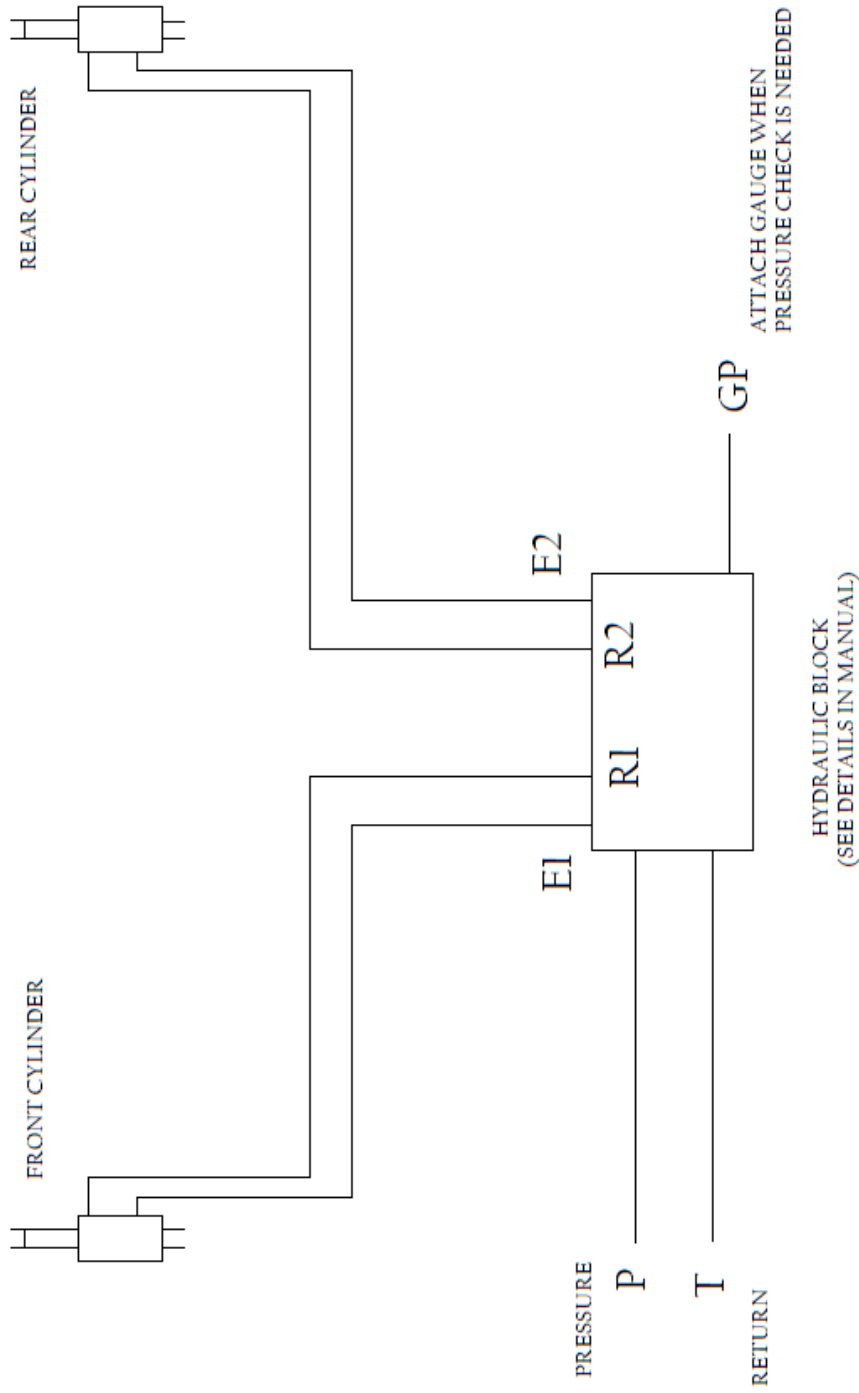 FRONT CYLINDER
REAR CYLINDER
E1
E2
R1
R2
PRESSURE
P
T
RETURN
GP
ATTACH GAUGE WHEN
PRESSURE CHECK IS NEEDED
HYDRAULIC BLOCK
(SEE DETAILS IN MANUAL)